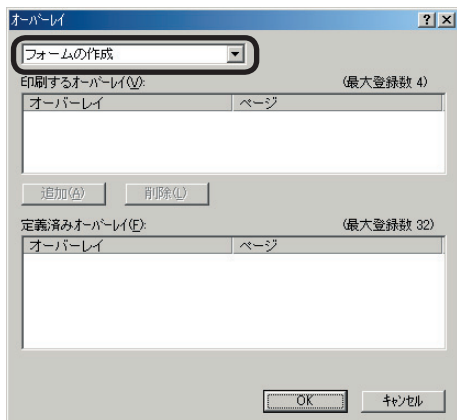 オーバーレイ
フォームの作成
印刷するオーバーレイ(V): (最大登録数 4)
オーバーレイ ページ
追加(A) 削除(L)
定義済みオーバーレイ(F): (最大登録数 32)
オーバーレイ ページ
OK キャンセル